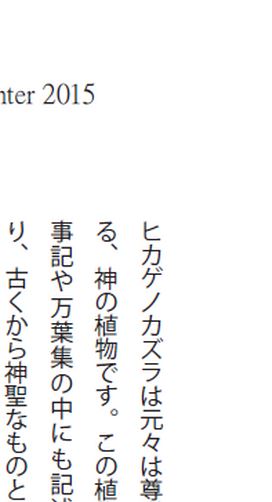 nter 2015
ヒカゲノカズラは元々は尊
る、神の植物です。この植
事記や万葉集の中にも記
り、古くから神聖なものと